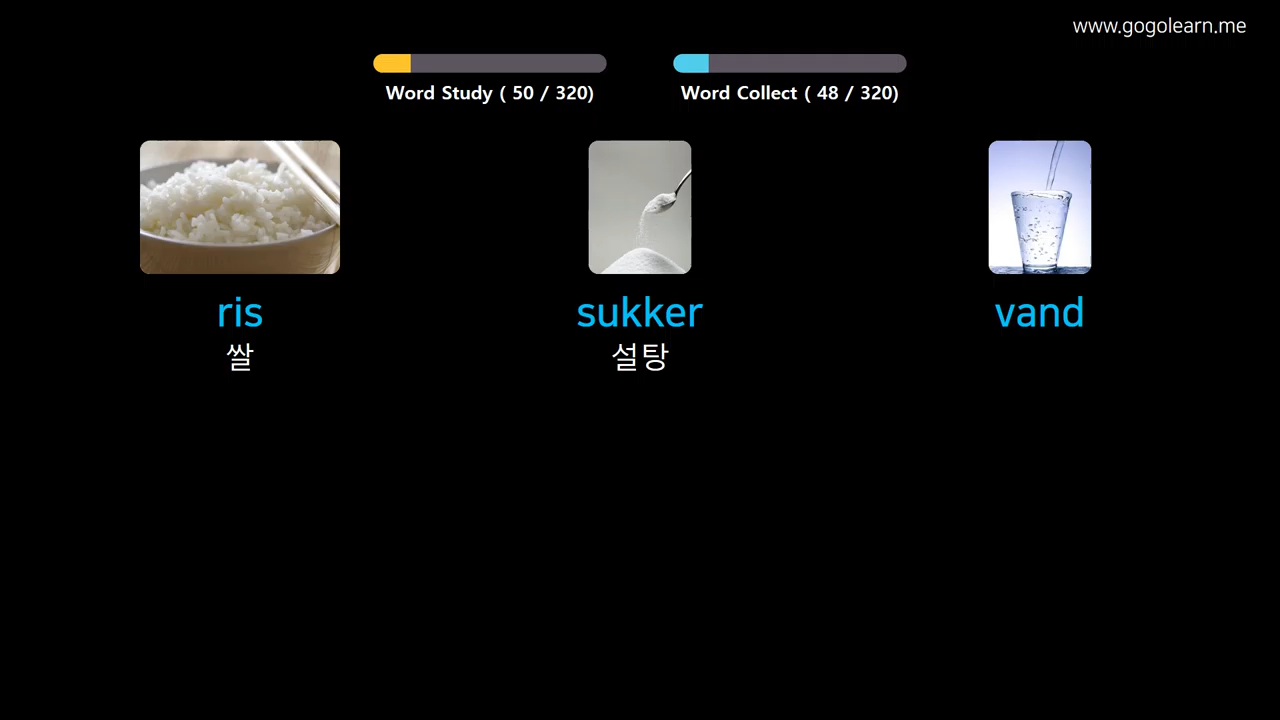 www.gogolearn.me
Word Study ( 50 / 320)
Word Collect ( 48 / 320)
ris
sukker
vand
쌀
설탕